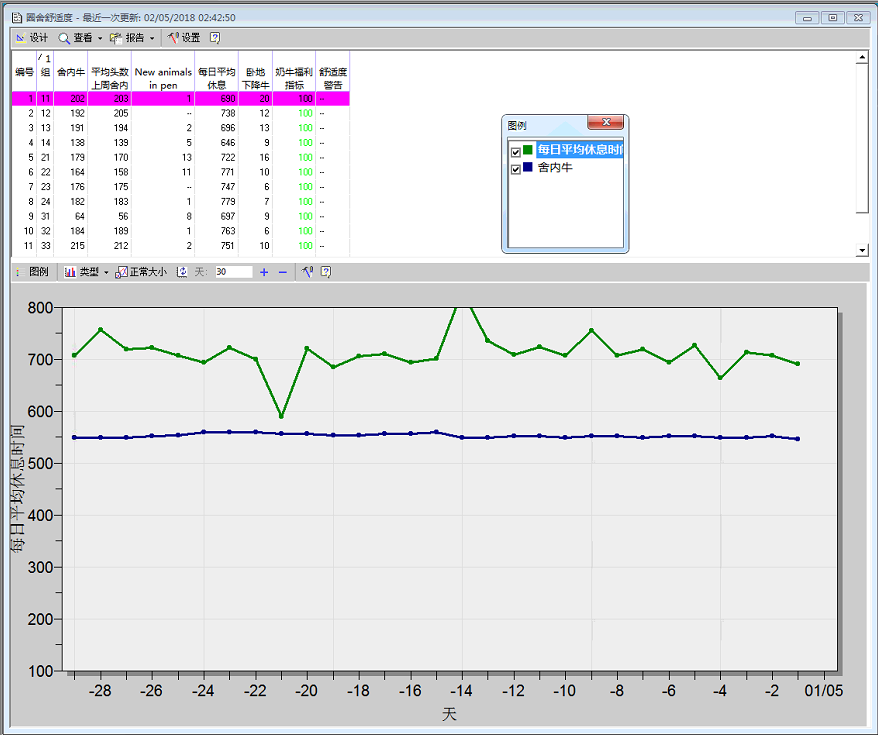 圈舍舒适度 - 最近一次更新: 02/05/2018 02:42:50
设计 查看 报告 设置
编号 / 1 组 舍内牛 平均头数 上周舍内 New animals in pen 每日平均 休息 卧地 下降牛 奶牛福利 指标 舒适度 警告
1 11 202 203 1 690 20 100 --
2 12 192 205 -- 738 12 100 --
3 13 191 194 2 696 13 100 --
4 14 138 139 5 646 9 100 --
5 21 179 170 13 722 16 100 --
6 22 164 158 11 771 10 100 --
7 23 176 175 -- 747 6 100 --
8 24 182 183 1 779 7 100 --
9 31 64 56 8 697 9 100 --
10 32 184 189 1 763 6 100 --
11 33 215 212 2 751 10 100 --
图例
每日平均休息时间
舍内牛
图例 类型 正常大小 天: 30 + −
800
700
600
500
400
300
200
100
每日平均休息时间
-28 -26 -24 -22 -20 -18 -16 -14 -12 -10 -8 -6 -4 -2 01/05
天